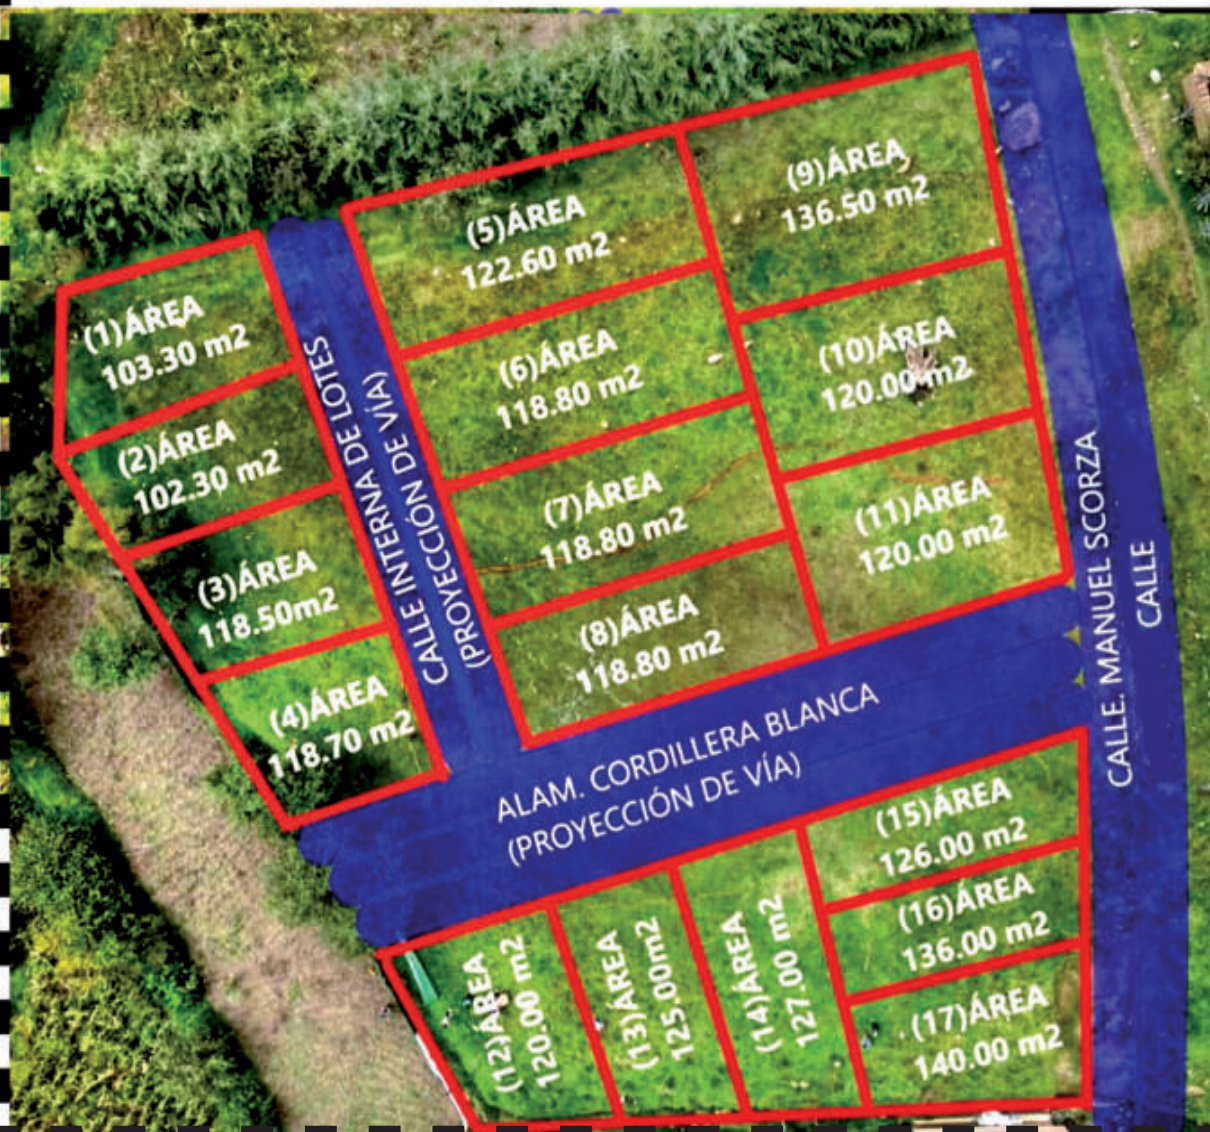 (1)ÁREA
103.30 m2
(2)ÁREA
102.30 m2
(3)ÁREA
118.50m2
(4)ÁREA
118.70 m2
CALLE INTERNA DE LOTES
(PROYECCIÓN DE VÍA)
(5)ÁREA
122.60 m2
(6)ÁREA
118.80 m2
(7)ÁREA
118.80 m2
(8)ÁREA
118.80 m2
(9)ÁREA
136.50 m2
(10)ÁREA
120.00 m2
(11)ÁREA
120.00 m2
CALLE. MANUEL SCORZA
CALLE
ALAM. CORDILLERA BLANCA
(PROYECCIÓN DE VÍA)
(12)ÁREA
120.00 m2
(13)ÁREA
125.00m2
(14)ÁREA
127.00 m2
(15)ÁREA
126.00 m2
(16)ÁREA
136.00 m2
(17)ÁREA
140.00 m2